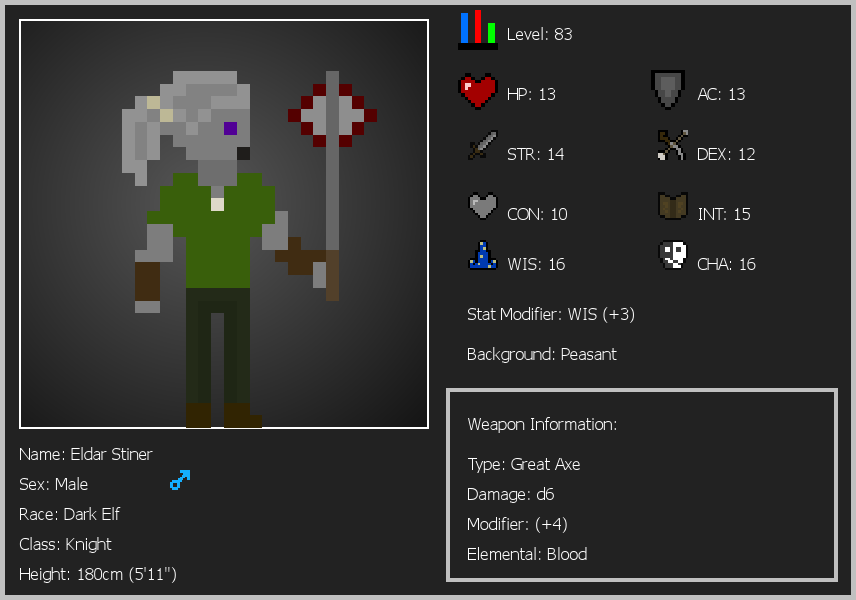 Level: 83
HP: 13
AC: 13
STR: 14
DEX: 12
CON: 10
INT: 15
WIS: 16
CHA: 16
Stat Modifier: WIS (+3)
Background: Peasant
Weapon Information:
Type: Great Axe
Damage: d6
Modifier: (+4)
Elemental: Blood
Name: Eldar Stiner
Sex: Male
Race: Dark Elf
Class: Knight
Height: 180cm (5'11")